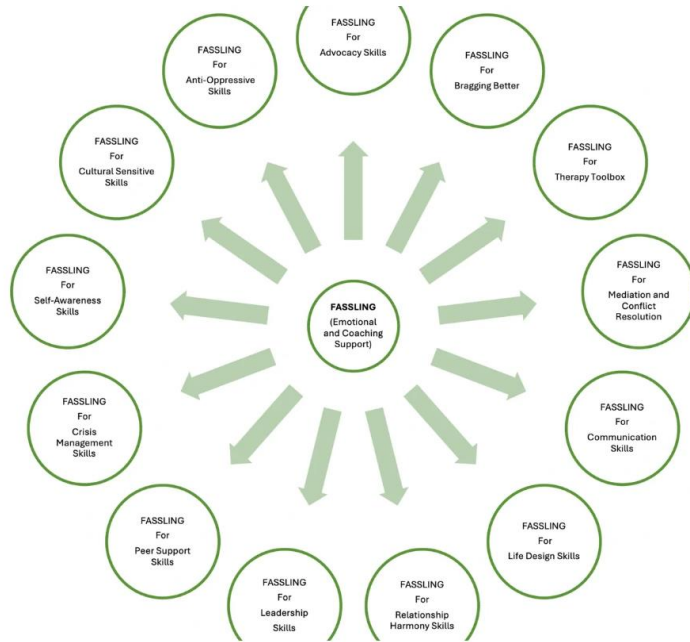 FASSLING
For
Advocacy Skills
FASSLING
For
Bragging Better
FASSLING
For
Therapy Toolbox
FASSLING
For
Mediation and
Conflict
Resolution
FASSLING
For
Communication
Skills
FASSLING
For
Life Design Skills
FASSLING
For
Relationship
Harmony Skills
FASSLING
For
Leadership
Skills
FASSLING
For
Peer Support
Skills
FASSLING
For
Crisis
Management
Skills
FASSLING
For
Self-Awareness
Skills
FASSLING
For
Cultural Sensitive
Skills
FASSLING
For
Anti-Oppressive
Skills
FASSLING
(Emotional
and Coaching
Support)